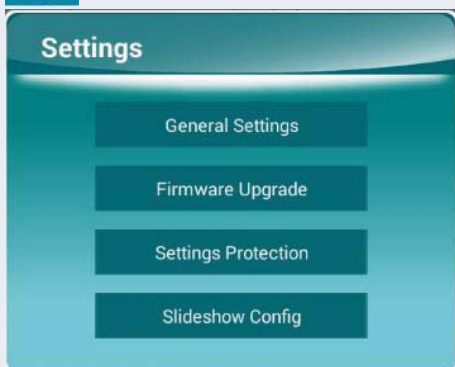 Settings
General Settings
Firmware Upgrade
Settings Protection
Slideshow Config